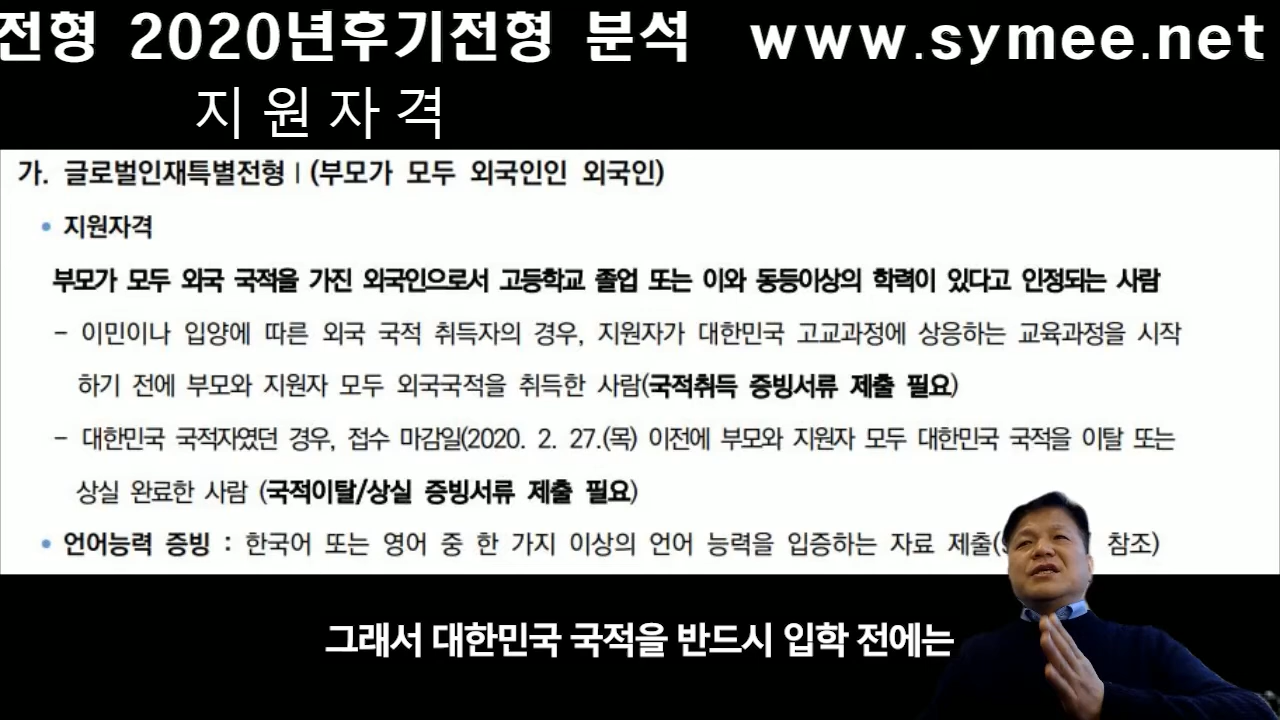 전형 2020년후기전형 분석 www.symee.net
지원자격
가. 글로벌인재특별전형 I (부모가 모두 외국인인 외국인)
• 지원자격
부모가 모두 외국 국적을 가진 외국인으로서 고등학교 졸업 또는 이와 동등이상의 학력이 있다고 인정되는 사람
- 이민이나 입양에 따른 외국 국적 취득자의 경우, 지원자가 대한민국 고교과정에 상응하는 교육과정을 시작
하기 전에 부모와 지원자 모두 외국국적을 취득한 사람(국적취득 증빙서류 제출 필요)
- 대한민국 국적자였던 경우, 접수 마감일(2020. 2. 27.(목) 이전에 부모와 지원자 모두 대한민국 국적을 이탈 또는
상실 완료한 사람 (국적이탈/상실 증빙서류 제출 필요)
• 언어능력 증빙 : 한국어 또는 영어 중 한 가지 이상의 언어 능력을 입증하는 자료 제출( 참조)
그래서 대한민국 국적을 반드시 입학 전에는